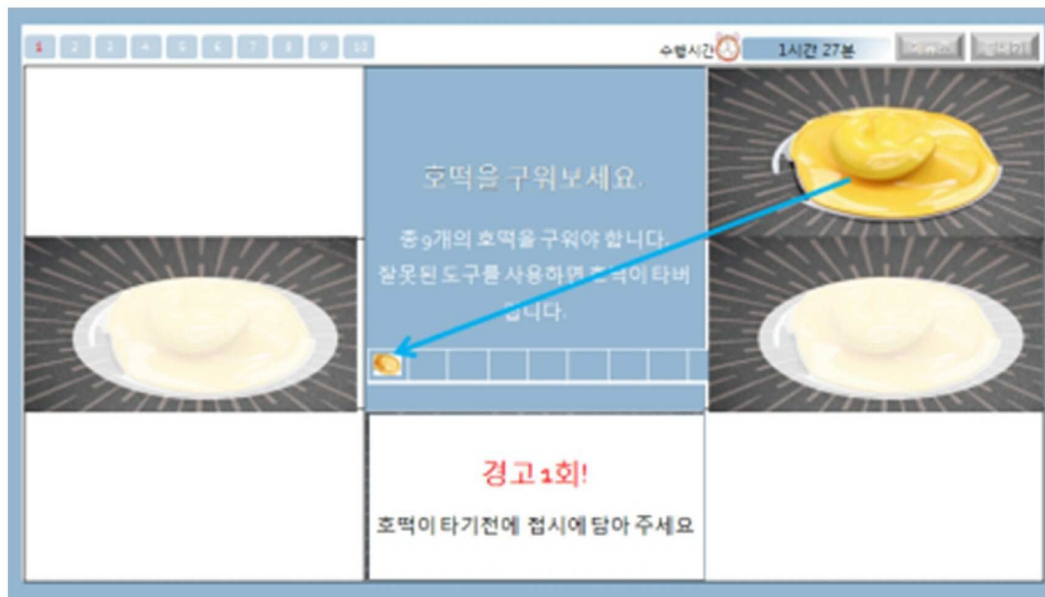 1 2 3 4 5 6 7 8 9 10
수행시간
1시간 27분
호떡을 구워보세요.
총 9개의 호떡을 구워야 합니다.
잘못된 도구를 사용하면 호떡이 타버
립니다.
경고 1회!
호떡이 타기전에 접시에 담아 주세요